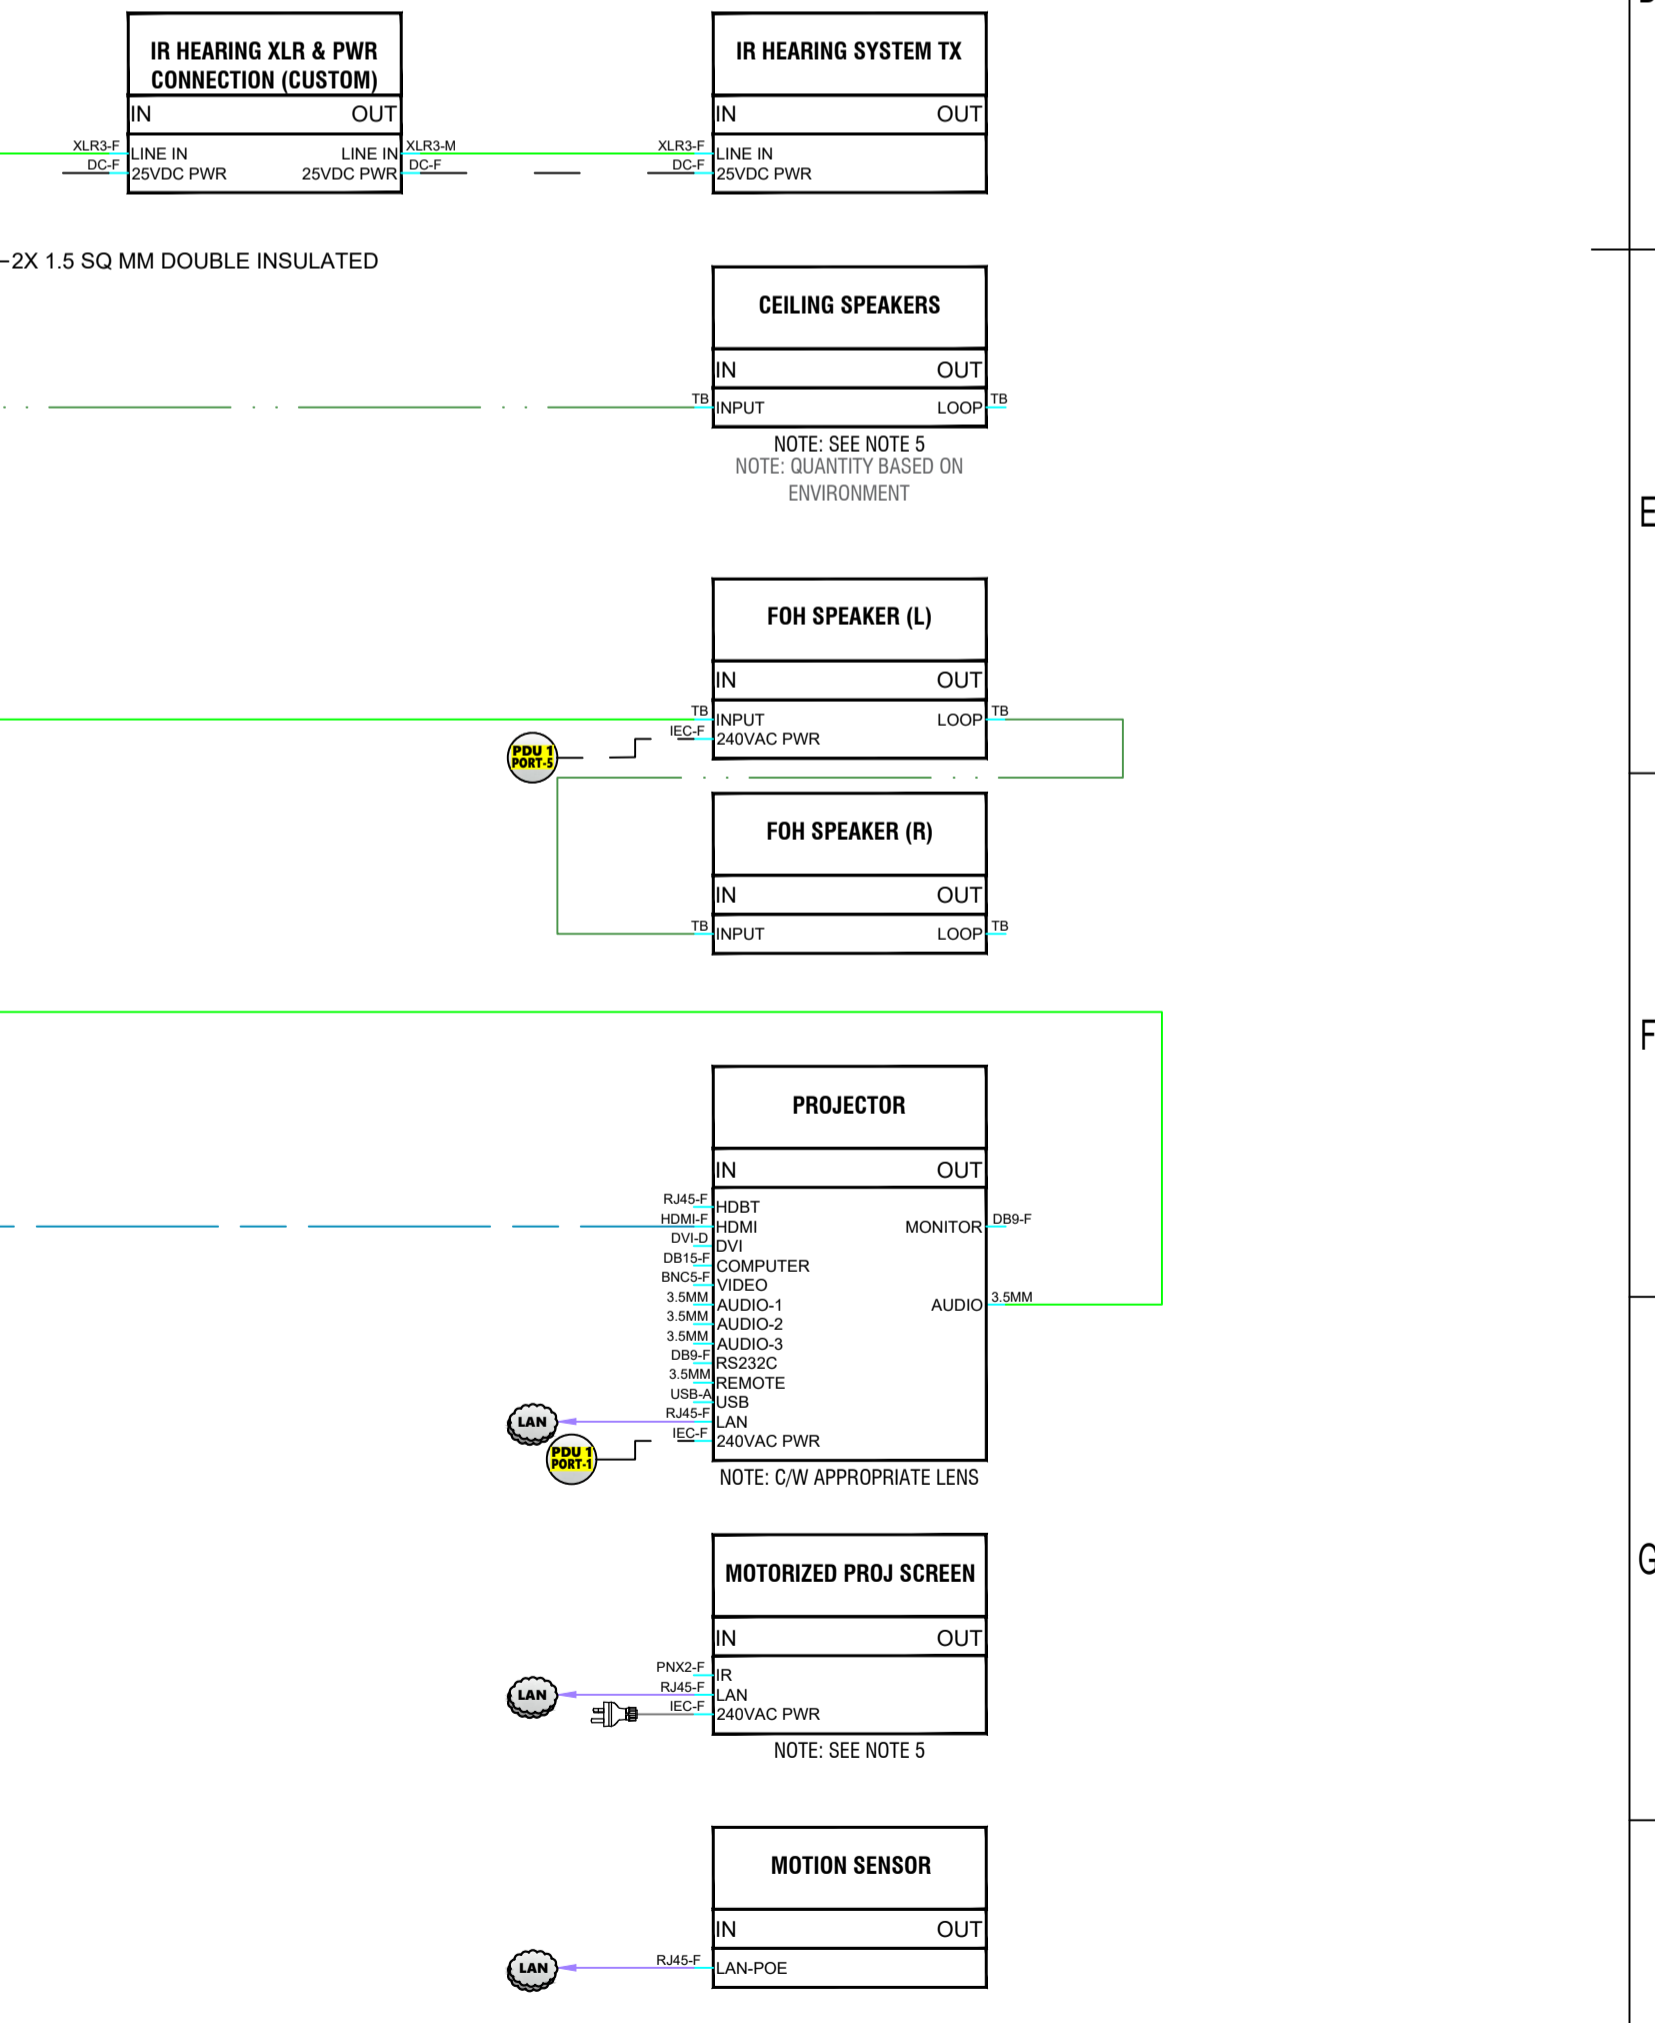 IR HEARING XLR & PWR
CONNECTION (CUSTOM)
IN OUT
XLR3-F LINE IN LINE IN XLR3-M
DC-F 25VDC PWR 25VDC PWR DC-F
IR HEARING SYSTEM TX
IN OUT
XLR3-F LINE IN
DC-F 25VDC PWR
2X 1.5 SQ MM DOUBLE INSULATED
CEILING SPEAKERS
IN OUT
TB INPUT LOOP TB
NOTE: SEE NOTE 5
NOTE: QUANTITY BASED ON
ENVIRONMENT
E
FOH SPEAKER (L)
IN OUT
TB INPUT LOOP TB
IEC-F 240VAC PWR
PDU 1
PORT-5
FOH SPEAKER (R)
IN OUT
TB INPUT LOOP TB
F
PROJECTOR
IN OUT
RJ45-F HDBT
HDMI-F HDMI MONITOR DB9-F
DVI-D DVI
DB15-F COMPUTER
BNC5-F VIDEO
3.5MM AUDIO-1 AUDIO 3.5MM
3.5MM AUDIO-2
3.5MM AUDIO-3
DB9-F RS232C
3.5MM REMOTE
USB-A USB
LAN RJ45-F LAN
IEC-F 240VAC PWR
PDU 1
PORT-1
NOTE: C/W APPROPRIATE LENS
G
MOTORIZED PROJ SCREEN
IN OUT
PNX2-F IR
LAN RJ45-F LAN
IEC-F 240VAC PWR
NOTE: SEE NOTE 5
MOTION SENSOR
IN OUT
LAN RJ45-F LAN-POE